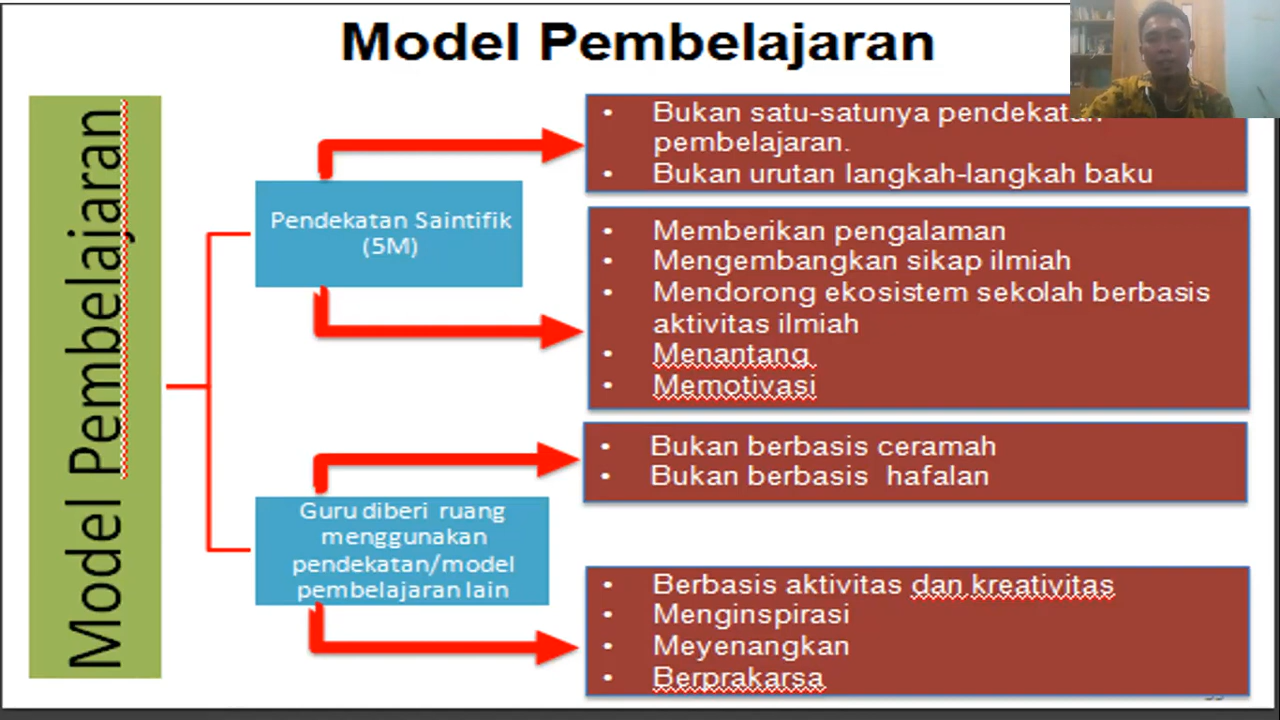 Model Pembelajaran
Model Pembelajaran
Pendekatan Saintifik
(5M)
• Bukan satu-satunya pendekatan
pembelajaran.
• Bukan urutan langkah-langkah baku
• Memberikan pengalaman
• Mengembangkan sikap ilmiah
• Mendorong ekosistem sekolah berbasis
aktivitas ilmiah
• Menantang
• Memotivasi
Guru diberi ruang
menggunakan
pendekatan/model
pembelajaran lain
• Bukan berbasis ceramah
• Bukan berbasis hafalan
• Berbasis aktivitas dan kreativitas
• Menginspirasi
• Meyenangkan
• Berprakarsa